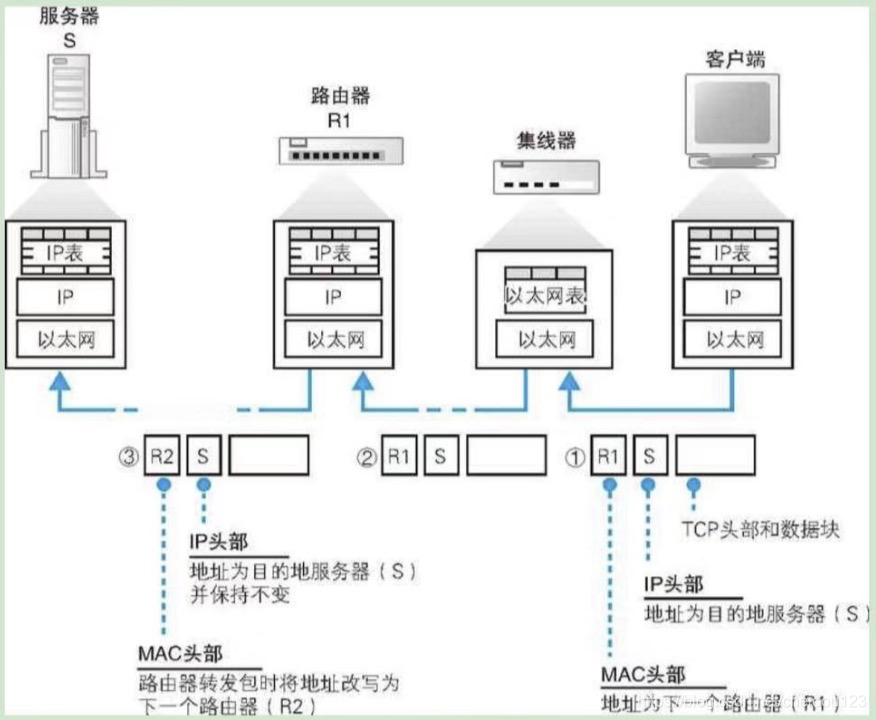 服务器
S
路由器
R1
集线器
客户端
IP表
IP
以太网
IP表
IP
以太网
以太网表
以太网
IP表
IP
以太网
③ R2 S
② R1 S
① R1 S
TCP头部和数据块
IP头部
地址为目的地服务器（S）
并保持不变
IP头部
地址为目的地服务器（S）
MAC头部
路由器转发包时将地址改写为
下一个路由器（R2）
MAC头部
地址为下一个路由器（R1）